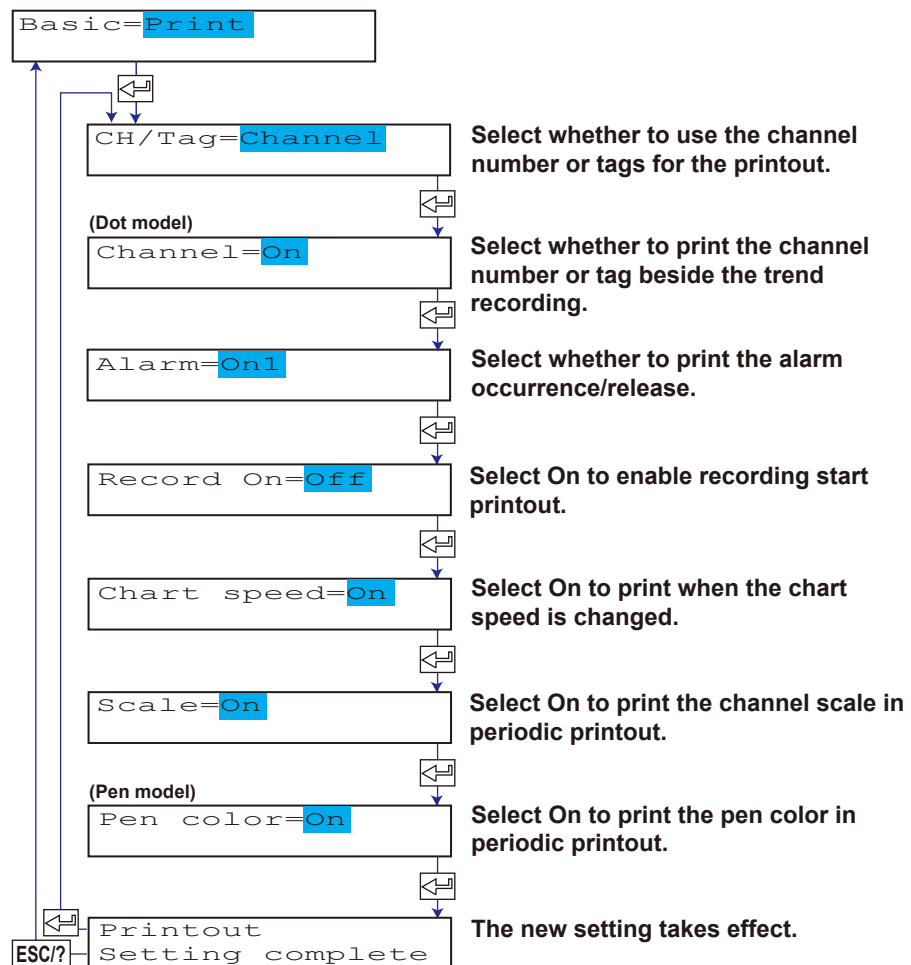 Basic=Print
CH/Tag=Channel
Select whether to use the channel
number or tags for the printout.
(Dot model)
Channel=On
Select whether to print the channel
number or tag beside the trend
recording.
Alarm=On1
Select whether to print the alarm
occurrence/release.
Record On=Off
Select On to enable recording start
printout.
Chart speed=On
Select On to print when the chart
speed is changed.
Scale=On
Select On to print the channel scale in
periodic printout.
(Pen model)
Pen color=On
Select On to print the pen color in
periodic printout.
Printout
Setting complete
The new setting takes effect.
ESC/?